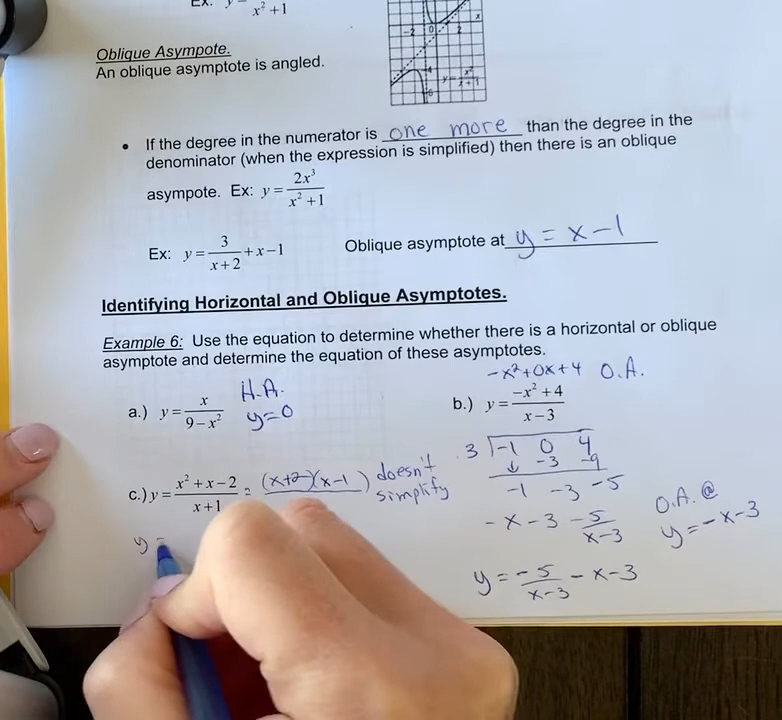 Ex: y = x² + 1
Oblique Asympote.
An oblique asymptote is angled.
• If the degree in the numerator is one more than the degree in the
denominator (when the expression is simplified) then there is an oblique
asympote. Ex: y = 2x³ / x² + 1
Ex: y = 3 / x + 2 + x − 1 Oblique asymptote at y = x − 1
Identifying Horizontal and Oblique Asymptotes.
Example 6: Use the equation to determine whether there is a horizontal or oblique
asymptote and determine the equation of these asymptotes.
a.) y = x / 9 − x² H.A. y = 0
−x² + 0x + 4 O.A.
b.) y = −x² + 4 / x − 3
3 −1 0 4
↓ −3 −9
−1 −3 −5
−x − 3 −5 / x−3
O.A. @ y = −x − 3
y = −5 / x−3 − x − 3
c.) y = x² + x − 2 / x + 1 = (x+2)(x−1) doesn't simplify
y =